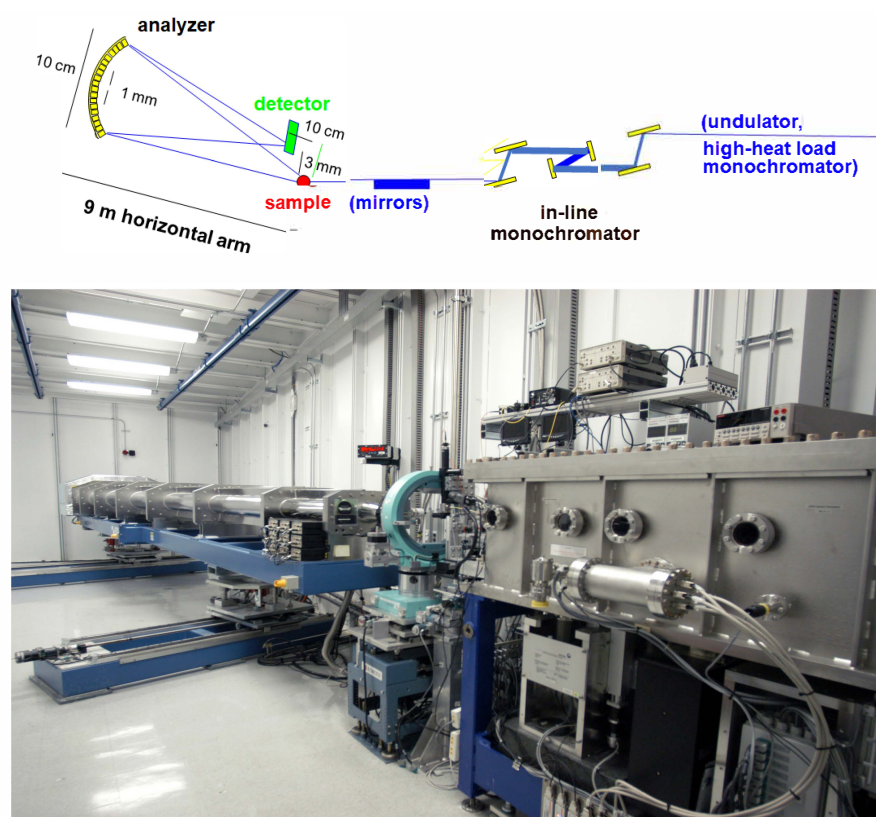 analyzer
10 cm
1 mm
detector
10 cm
3 mm
sample
(mirrors)
9 m horizontal arm
in-line
monochromator
(undulator,
high-heat load
monochromator)